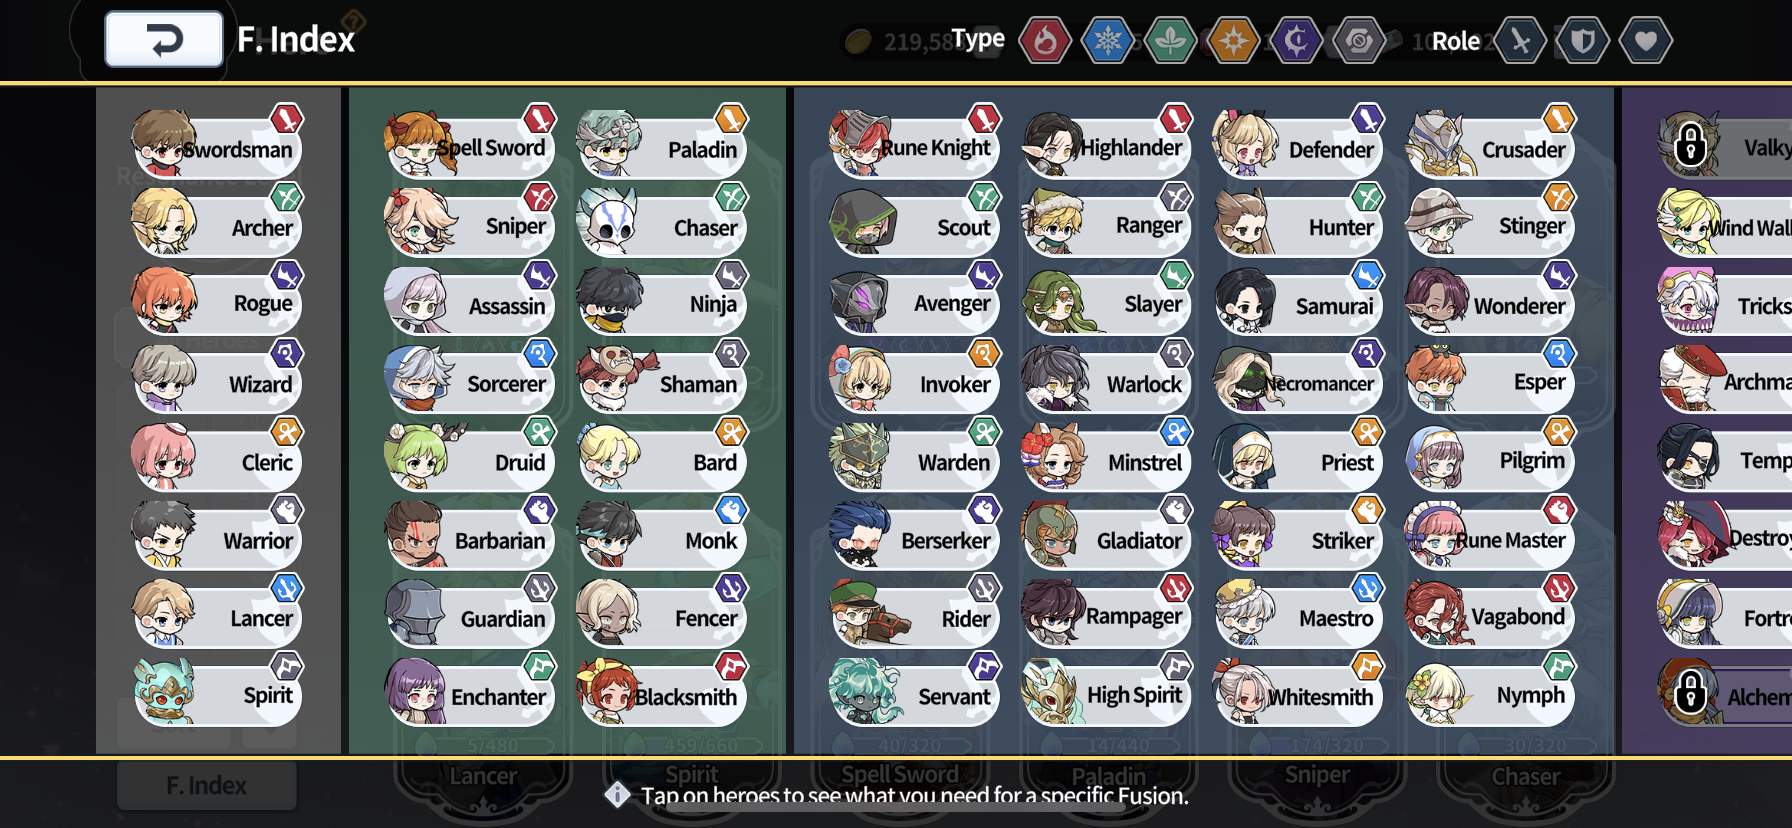 F. Index
219,58
Type
Role
Swordsman
Spell Sword
Paladin
Rune Knight
Highlander
Defender
Crusader
Valky
Archer
Sniper
Chaser
Scout
Ranger
Hunter
Stinger
Wind Wal
Rogue
Assassin
Ninja
Avenger
Slayer
Samurai
Wonderer
Tricks
Wizard
Sorcerer
Shaman
Invoker
Warlock
Necromancer
Esper
Archma
Cleric
Druid
Bard
Warden
Minstrel
Priest
Pilgrim
Temp
Warrior
Barbarian
Monk
Berserker
Gladiator
Striker
Rune Master
Destroy
Lancer
Guardian
Fencer
Rider
Rampager
Maestro
Vagabond
Fortr
Spirit
Enchanter
Blacksmith
Servant
High Spirit
Whitesmith
Nymph
Alchem
5/480
459/660
40/320
14/440
174/320
30/320
F. Index
Lancer
Spirit
Spell Sword
Paladin
Sniper
Chaser
Tap on heroes to see what you need for a specific Fusion.